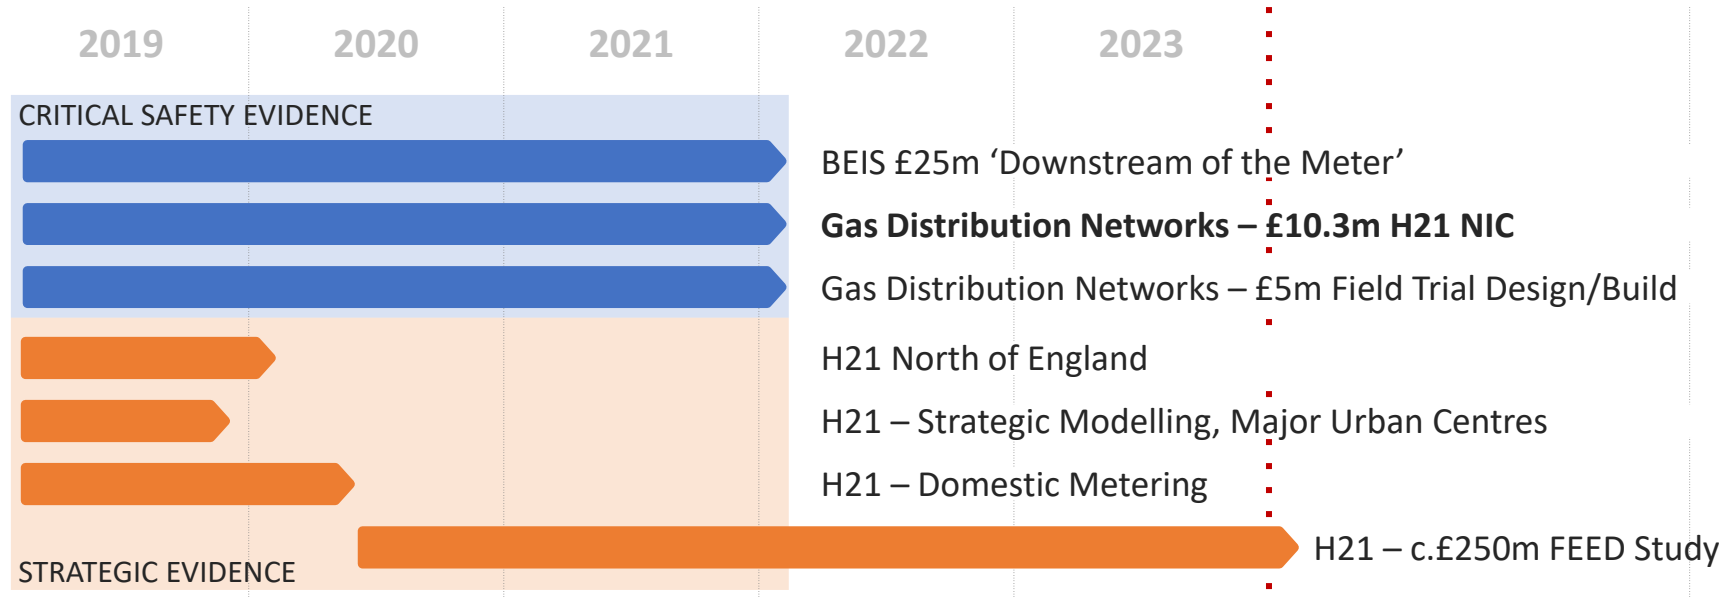 2019 2020 2021 2022 2023
CRITICAL SAFETY EVIDENCE
BEIS £25m ‘Downstream of the Meter’
Gas Distribution Networks – £10.3m H21 NIC
Gas Distribution Networks – £5m Field Trial Design/Build
H21 North of England
H21 – Strategic Modelling, Major Urban Centres
H21 – Domestic Metering
H21 – c.£250m FEED Study
STRATEGIC EVIDENCE